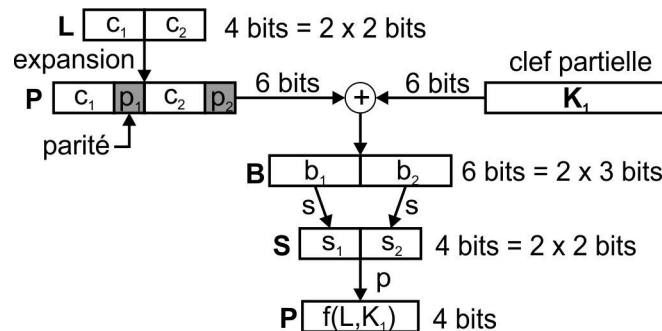 L c₁ c₂ 4 bits = 2 x 2 bits
expansion
clef partielle
P c₁ p₁ c₂ p₂ 6 bits + 6 bits K₁
parité
B b₁ b₂ 6 bits = 2 x 3 bits
s s
S s₁ s₂ 4 bits = 2 x 2 bits
p
P f(L,K₁) 4 bits